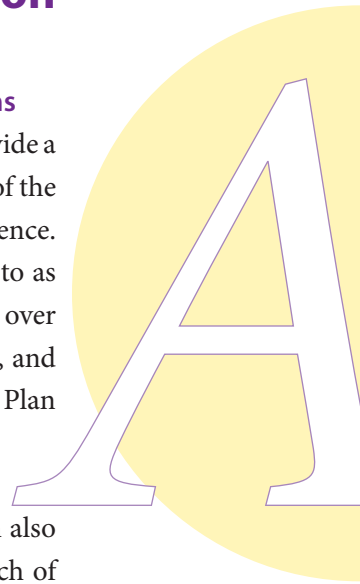 on
ns
vide a
of the
ence.
to as
over
, and
Plan
also
ch of
A